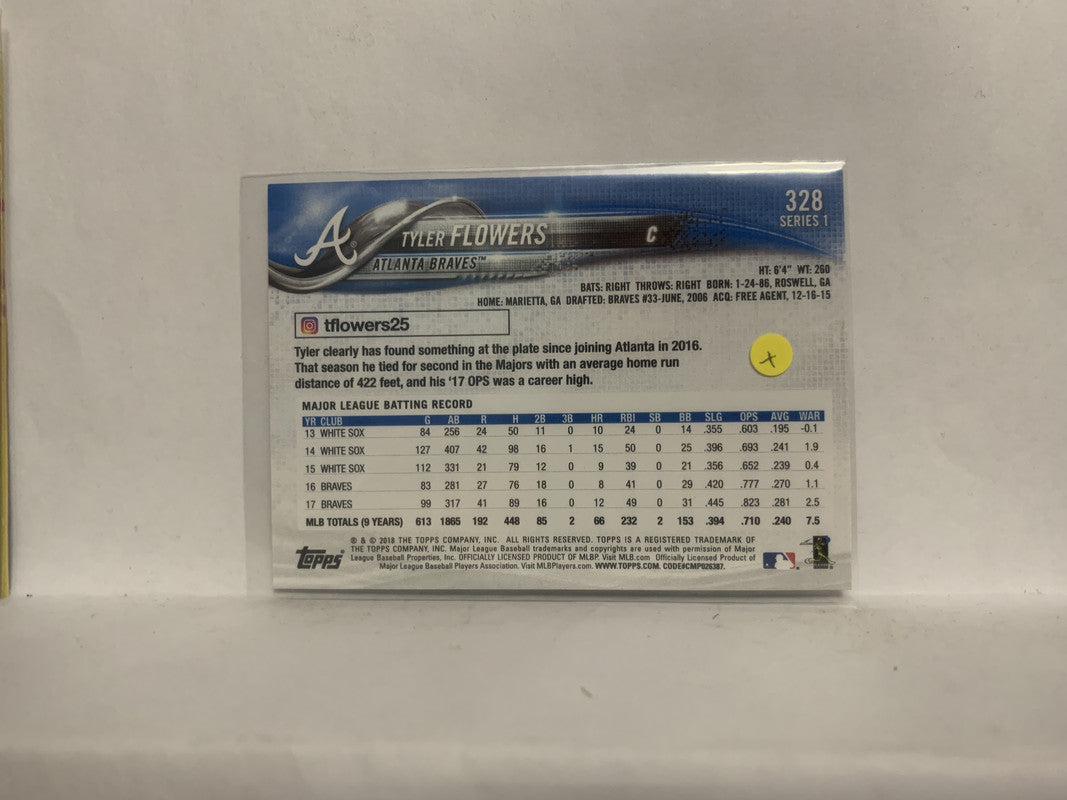 328
SERIES 1
A®
TYLER FLOWERS C
ATLANTA BRAVES™
HT: 6'4" WT: 260
BATS: RIGHT THROWS: RIGHT BORN: 1-24-86, ROSWELL, GA
HOME: MARIETTA, GA DRAFTED: BRAVES #33-JUNE, 2006 ACQ: FREE AGENT, 12-16-15
tflowers25
Tyler clearly has found something at the plate since joining Atlanta in 2016.
That season he tied for second in the Majors with an average home run
distance of 422 feet, and his '17 OPS was a career high.
x
MAJOR LEAGUE BATTING RECORD
YR CLUB G AB R H 2B 3B HR RBI SB BB SLG OPS AVG WAR
13 WHITE SOX 84 256 24 50 11 0 10 24 0 14 .355 .603 .195 -0.1
14 WHITE SOX 127 407 42 98 16 1 15 50 0 25 .396 .693 .241 1.9
15 WHITE SOX 112 331 21 79 12 0 9 39 0 21 .356 .652 .239 0.4
16 BRAVES 83 281 27 76 18 0 8 41 0 29 .420 .777 .270 1.1
17 BRAVES 99 317 41 89 16 0 12 49 0 31 .445 .823 .281 2.5
MLB TOTALS (9 YEARS) 613 1865 192 448 85 2 66 232 2 153 .394 .710 .240 7.5
® & © 2018 THE TOPPS COMPANY, INC. ALL RIGHTS RESERVED. TOPPS IS A REGISTERED TRADEMARK OF
THE TOPPS COMPANY, INC. Major League Baseball trademarks and copyrights are used with permission of Major
League Baseball Properties, Inc. OFFICIALLY LICENSED PRODUCT OF MLBP. Visit MLB.com Officially Licensed Product of
Major League Baseball Players Association. Visit MLBPlayers.com. WWW.TOPPS.COM. CODE#CMP026387.
Topps